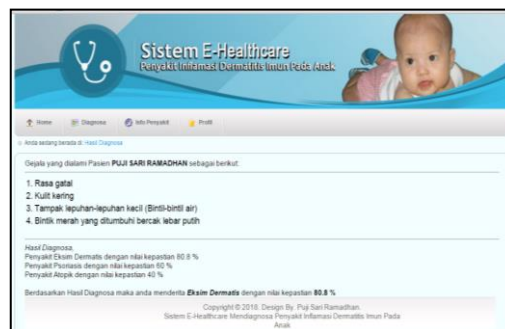 Sistem E-Healthcare
Penyakit Inflamasi Dermatitis Imun Pada Anak
Home Diagnosa Info Penyakit Profil
Anda sedang berada di: Hasil Diagnosa
Gejala yang dialami Pasien PUJI SARI RAMADHAN sebagai berikut:
1. Rasa gatal
2. Kulit kering
3. Tampak lepuhan-lepuhan kecil (Bintil-bintil air)
4. Bintik merah yang ditumbuhi bercak lebar putih
Hasil Diagnosa,
Penyakit Eksim Dermatis dengan nilai kepastian 80.8 %
Penyakit Psoriasis dengan nilai kepastian 60 %
Penyakit Atopik dengan nilai kepastian 40 %
Berdasarkan Hasil Diagnosa maka anda menderita Eksim Dermatis dengan nilai kepastian 80.8 %
Copyright © 2018. Design By. Puji Sari Ramadhan.
Sistem E-Healthcare Mendiagnosa Penyakit Inflamasi Dermatitis Imun Pada
Anak